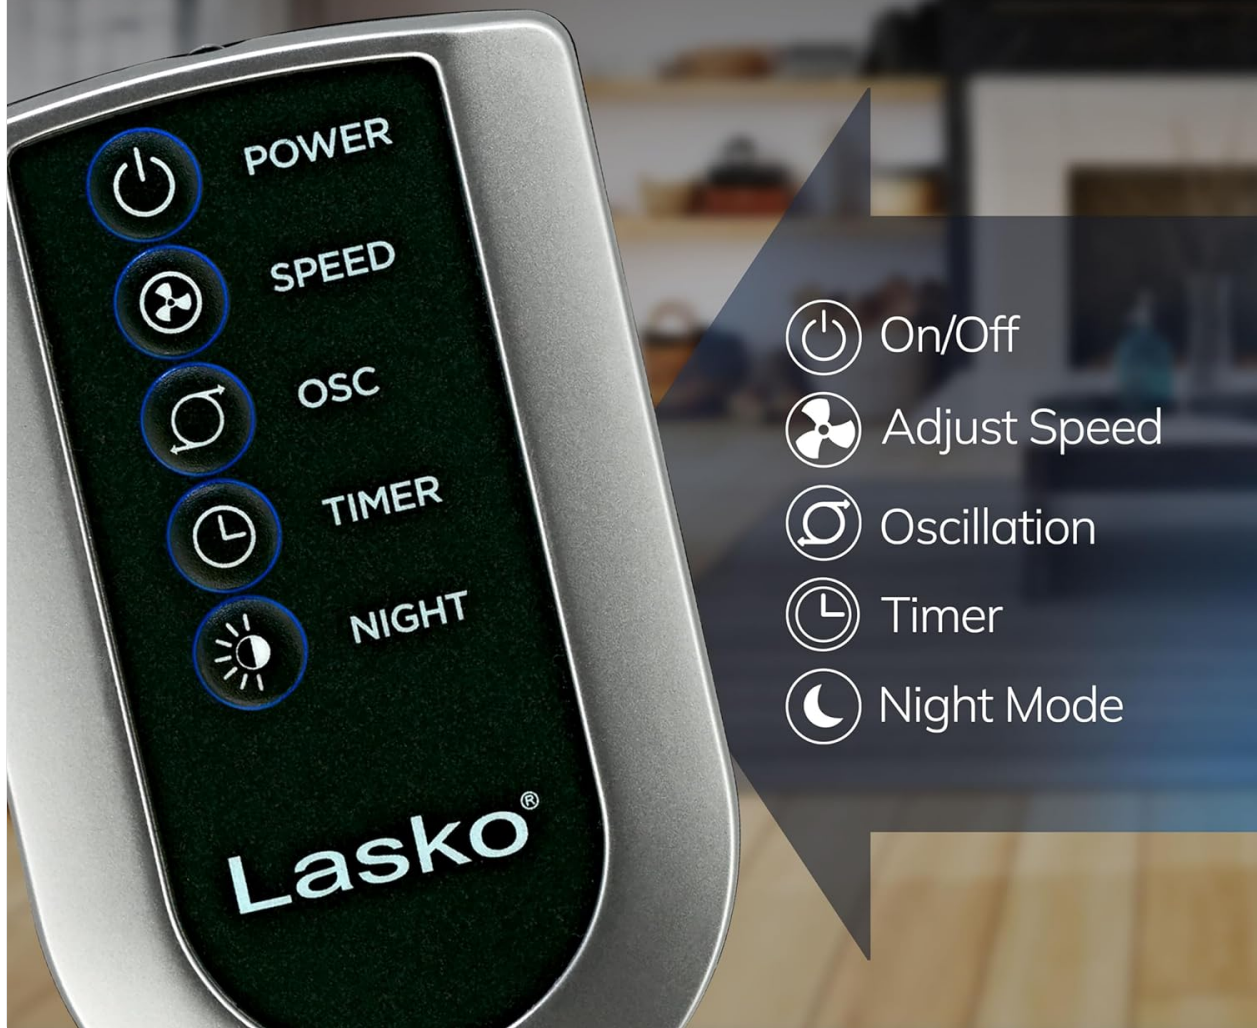 POWER
SPEED
OSC
TIMER
NIGHT
Lasko®
On/Off
Adjust Speed
Oscillation
Timer
Night Mode